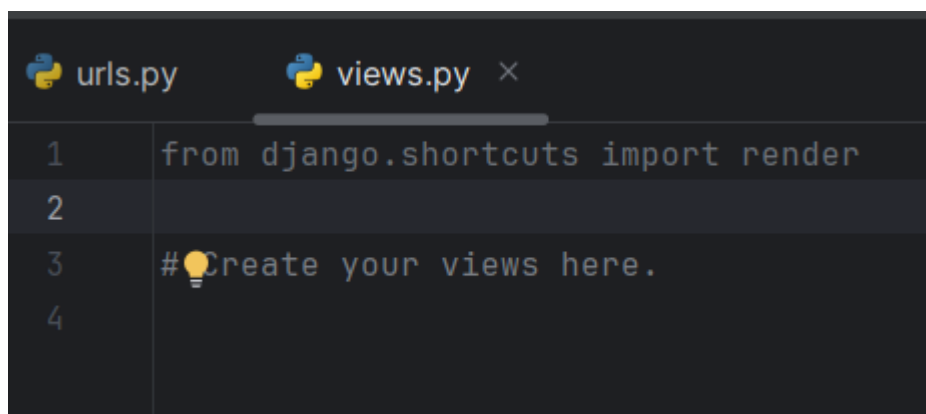 urls.py views.py ×
1 from django.shortcuts import render
2
3 # Create your views here.
4